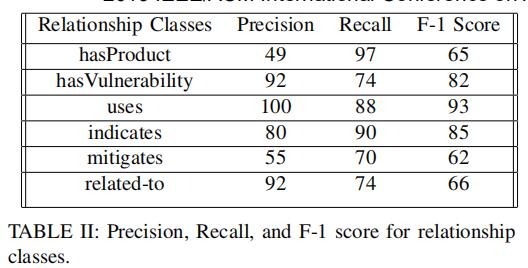 Relationship Classes Precision Recall F-1 Score
hasProduct 49 97 65
hasVulnerability 92 74 82
uses 100 88 93
indicates 80 90 85
mitigates 55 70 62
related-to 92 74 66
TABLE II: Precision, Recall, and F-1 score for relationship
classes.